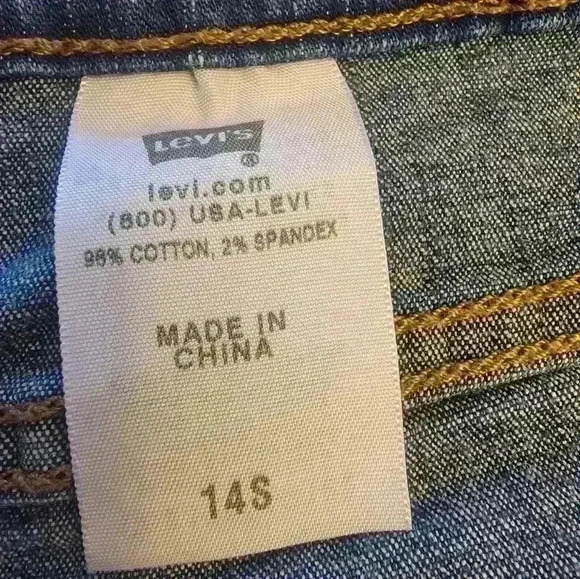 LEVI'S
®
levi.com
(800) USA-LEVI
98% COTTON, 2% SPANDEX
MADE IN
CHINA
14S